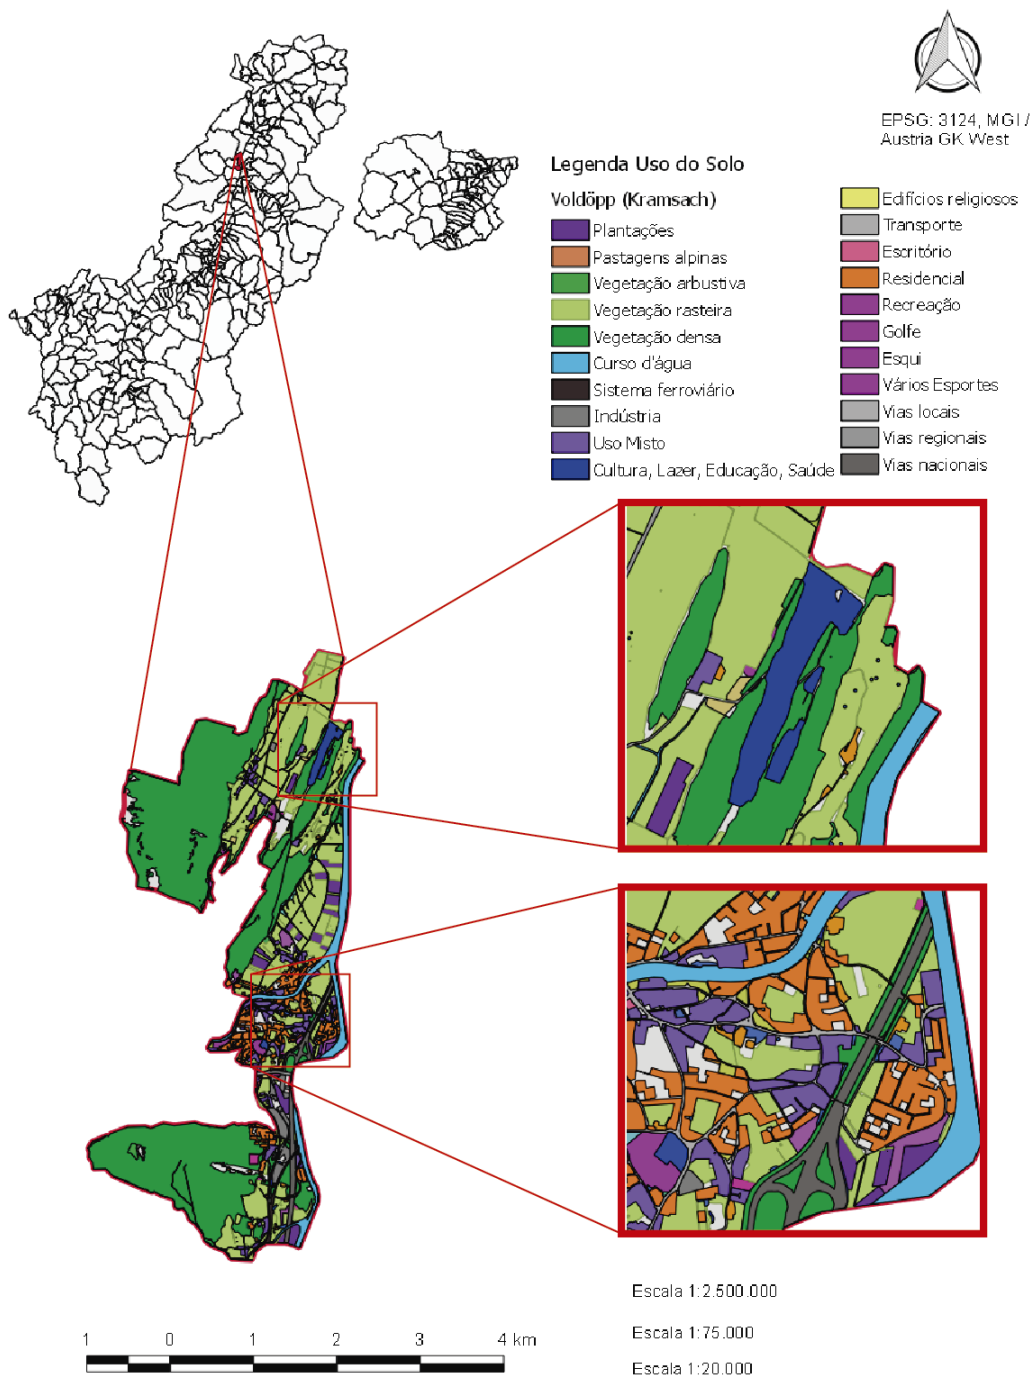 EPSG: 3124, MGI /
Austria GK West
Legenda Uso do Solo
Voldöpp (Kramsach)
Plantações
Pastagens alpinas
Vegetação arbustiva
Vegetação rasteira
Vegetação densa
Curso d'água
Sistema ferroviário
Indústria
Uso Misto
Cultura, Lazer, Educação, Saúde
Edifícios religiosos
Transporte
Escritório
Residencial
Recreação
Golfe
Esqui
Vários Esportes
Vias locais
Vias regionais
Vias nacionais
Escala 1:2.500.000
Escala 1:75.000
Escala 1:20.000
1 0 1 2 3 4 km